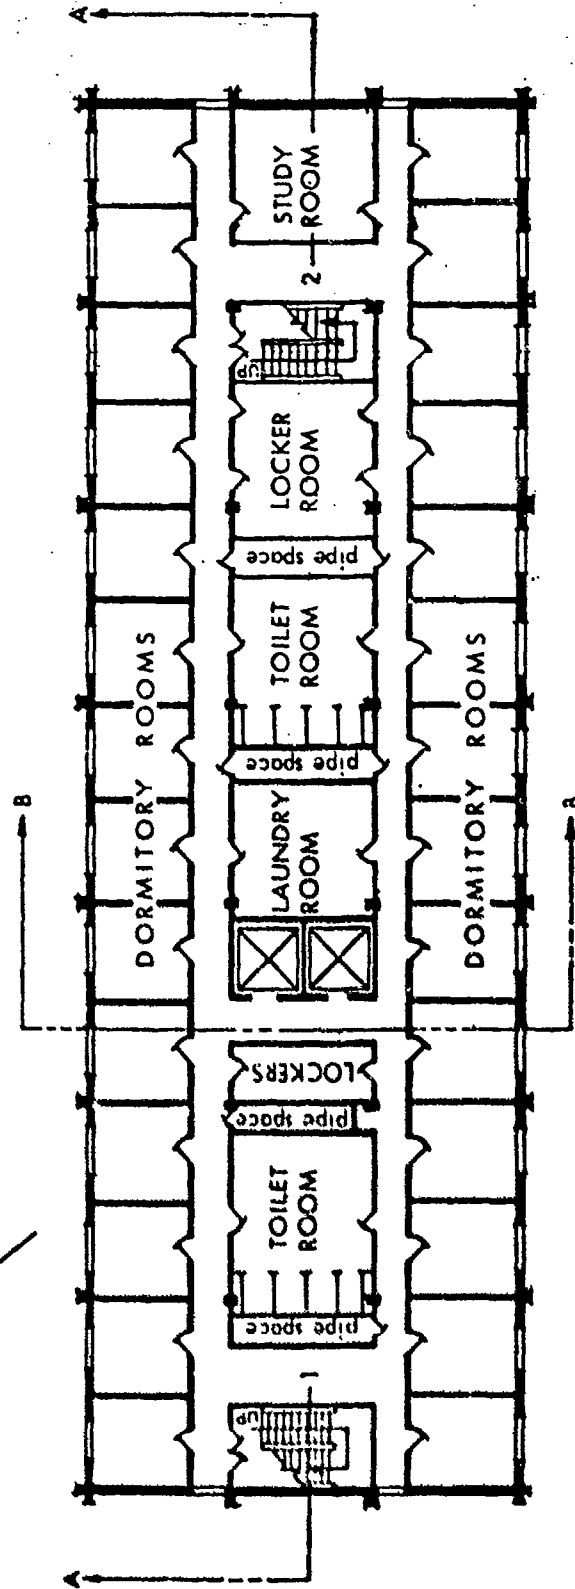 A
STUDY
ROOM
2
UP
LOCKER
ROOM
pipe space
TOILET
ROOM
pipe space
DORMITORY ROOMS
DORMITORY ROOMS
B
LAUNDRY
ROOM
LOCKERS
pipe space
TOILET
ROOM
pipe space
1
UP
A